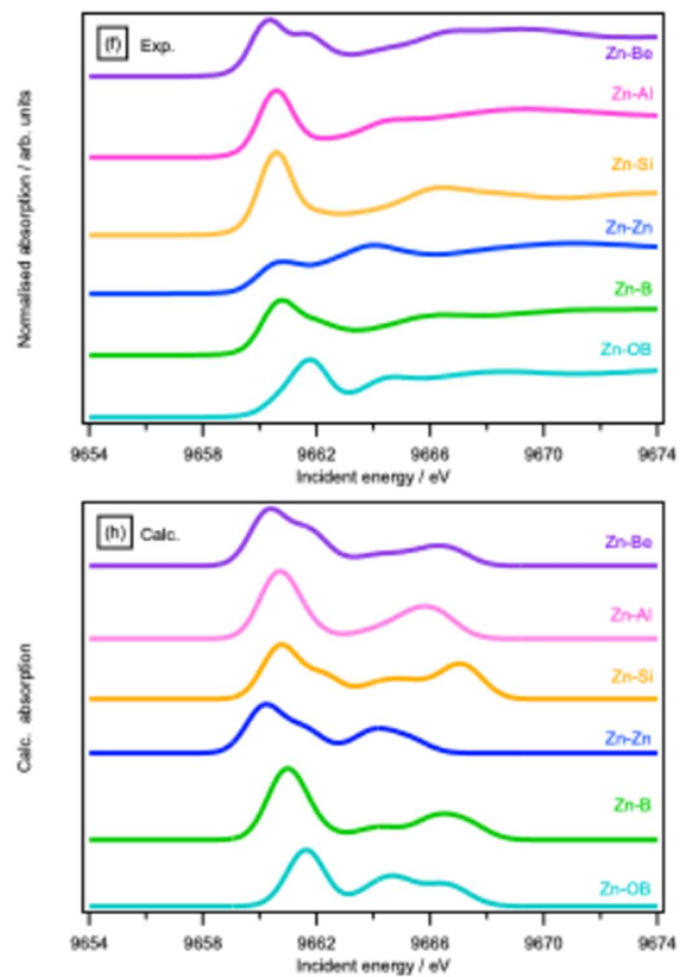 (f) Exp.
Zn-Be
Zn-Al
Zn-Si
Zn-Zn
Zn-B
Zn-OB
Normalised absorption / arb. units
9654 9658 9662 9666 9670 9674
Incident energy / eV
(h) Calc.
Zn-Be
Zn-Al
Zn-Si
Zn-Zn
Zn-B
Zn-OB
Calc. absorption
9654 9658 9662 9666 9670 9674
Incident energy / eV